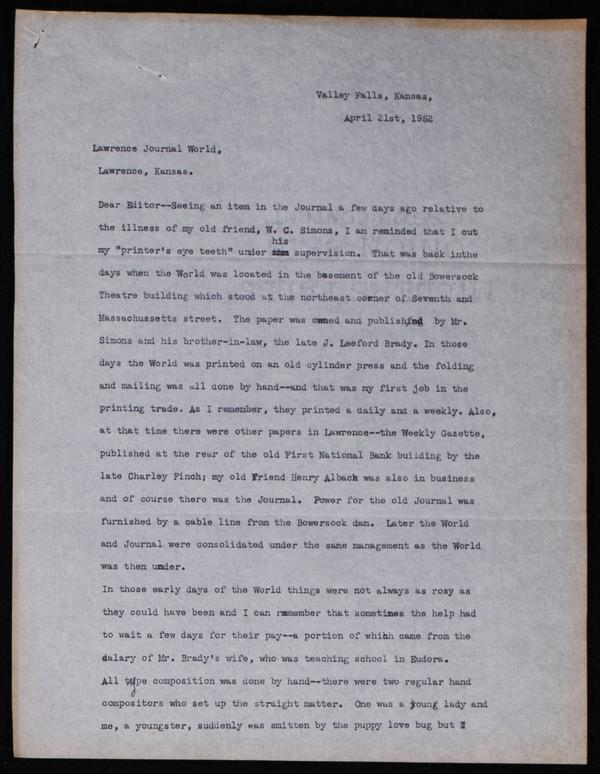 Valley Falls, Kansas,
April 21st, 1952
Lawrence Journal World,
Lawrence, Kansas.
Dear Editor--Seeing an item in the Journal a few days ago relative to
the illness of my old friend, W. C. Simons, I am reminded that I cut
his
my "printer's eye teeth" under supervision. That was back inthe
days when the World was located in the basement of the old Bowersock
Theatre building which stood at the northeast corner of Seventh and
Massachussetts street. The paper was owned and published by Mr.
Simons and his brother-in-law, the late J. Leeford Brady. In those
days the World was printed on an old cylinder press and the folding
and mailing was all done by hand--and that was my first job in the
printing trade. As I remember, they printed a daily and a weekly. Also,
at that time there were other papers in Lawrence--the Weekly Gazette,
published at the rear of the old First National Bank building by the
late Charley Finch; my old Friend Henry Alback was also in business
and of course there was the Journal. Power for the old Journal was
furnished by a cable line from the Bowersock dam. Later the World
and Journal were consolidated under the same management as the World
was then under.
In those early days of the World things were not always as rosy as
they could have been and I can remember that sometimes the help had
to wait a few days for their pay--a portion of which came from the
dalary of Mr. Brady's wife, who was teaching school in Eudora.
All type composition was done by hand--there were two regular hand
compositors who set up the straight matter. One was a young lady and
me, a youngster, suddenly was smitten by the puppy love bug but I